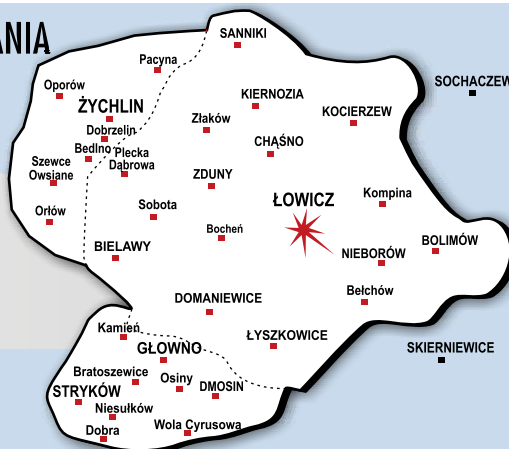 ANIA
SANNIKI
Pacyna
SOCHACZEW
Oporów
KIERNOZIA
ŻYCHLIN
KOCIERZEW
Złaków
Dobrzelin
CHĄŚNO
Bedlno
Plecka
Dąbrowa
Szewce
Owsiane
ZDUNY
Kompina
ŁOWICZ
Sobota
Orłów
Bocheń
BOLIMÓW
BIELAWY
NIEBORÓW
Bełchów
DOMANIEWICE
Kamień
ŁYSZKOWICE
GŁOWNO
SKIERNIEWICE
Bratoszewice
Osiny
DMOSIN
STRYKÓW
Niesułków
Wola Cyrusowa
Dobra